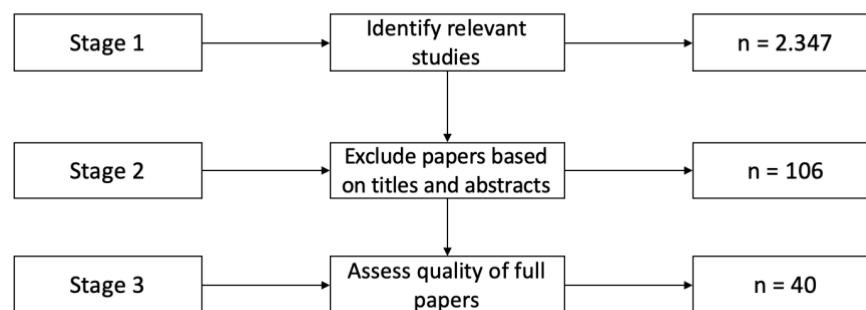 Stage 1
Identify relevant
studies
n = 2.347
Stage 2
Exclude papers based
on titles and abstracts
n = 106
Stage 3
Assess quality of full
papers
n = 40